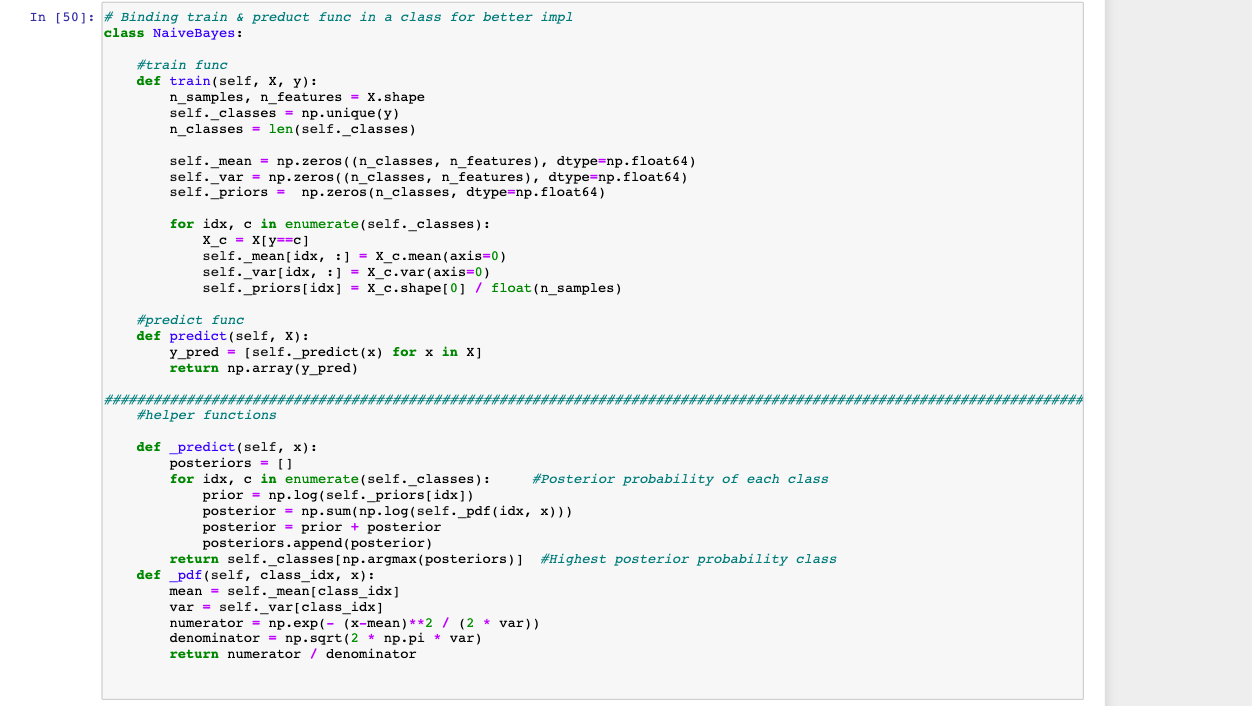 In [50]: # Binding train & preduct func in a class for better impl
class NaiveBayes:
    #train func
    def train(self, X, y):
        n_samples, n_features = X.shape
        self._classes = np.unique(y)
        n_classes = len(self._classes)
        self._mean = np.zeros((n_classes, n_features), dtype=np.float64)
        self._var = np.zeros((n_classes, n_features), dtype=np.float64)
        self._priors =  np.zeros(n_classes, dtype=np.float64)
        for idx, c in enumerate(self._classes):
            X_c = X[y==c]
            self._mean[idx, :] = X_c.mean(axis=0)
            self._var[idx, :] = X_c.var(axis=0)
            self._priors[idx] = X_c.shape[0] / float(n_samples)
    #predict func
    def predict(self, X):
        y_pred = [self._predict(x) for x in X]
        return np.array(y_pred)
#######################################################################################################################
    #helper functions
    def _predict(self, x):
        posteriors = []
        for idx, c in enumerate(self._classes):     #Posterior probability of each class
            prior = np.log(self._priors[idx])
            posterior = np.sum(np.log(self._pdf(idx, x)))
            posterior = prior + posterior
            posteriors.append(posterior)
        return self._classes[np.argmax(posteriors)]  #Highest posterior probability class
    def _pdf(self, class_idx, x):
        mean = self._mean[class_idx]
        var = self._var[class_idx]
        numerator = np.exp(- (x-mean)**2 / (2 * var))
        denominator = np.sqrt(2 * np.pi * var)
        return numerator / denominator